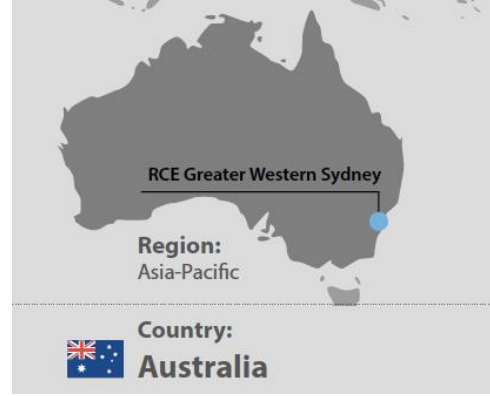 RCE Greater Western Sydney
Region:
Asia-Pacific
Country:
Australia